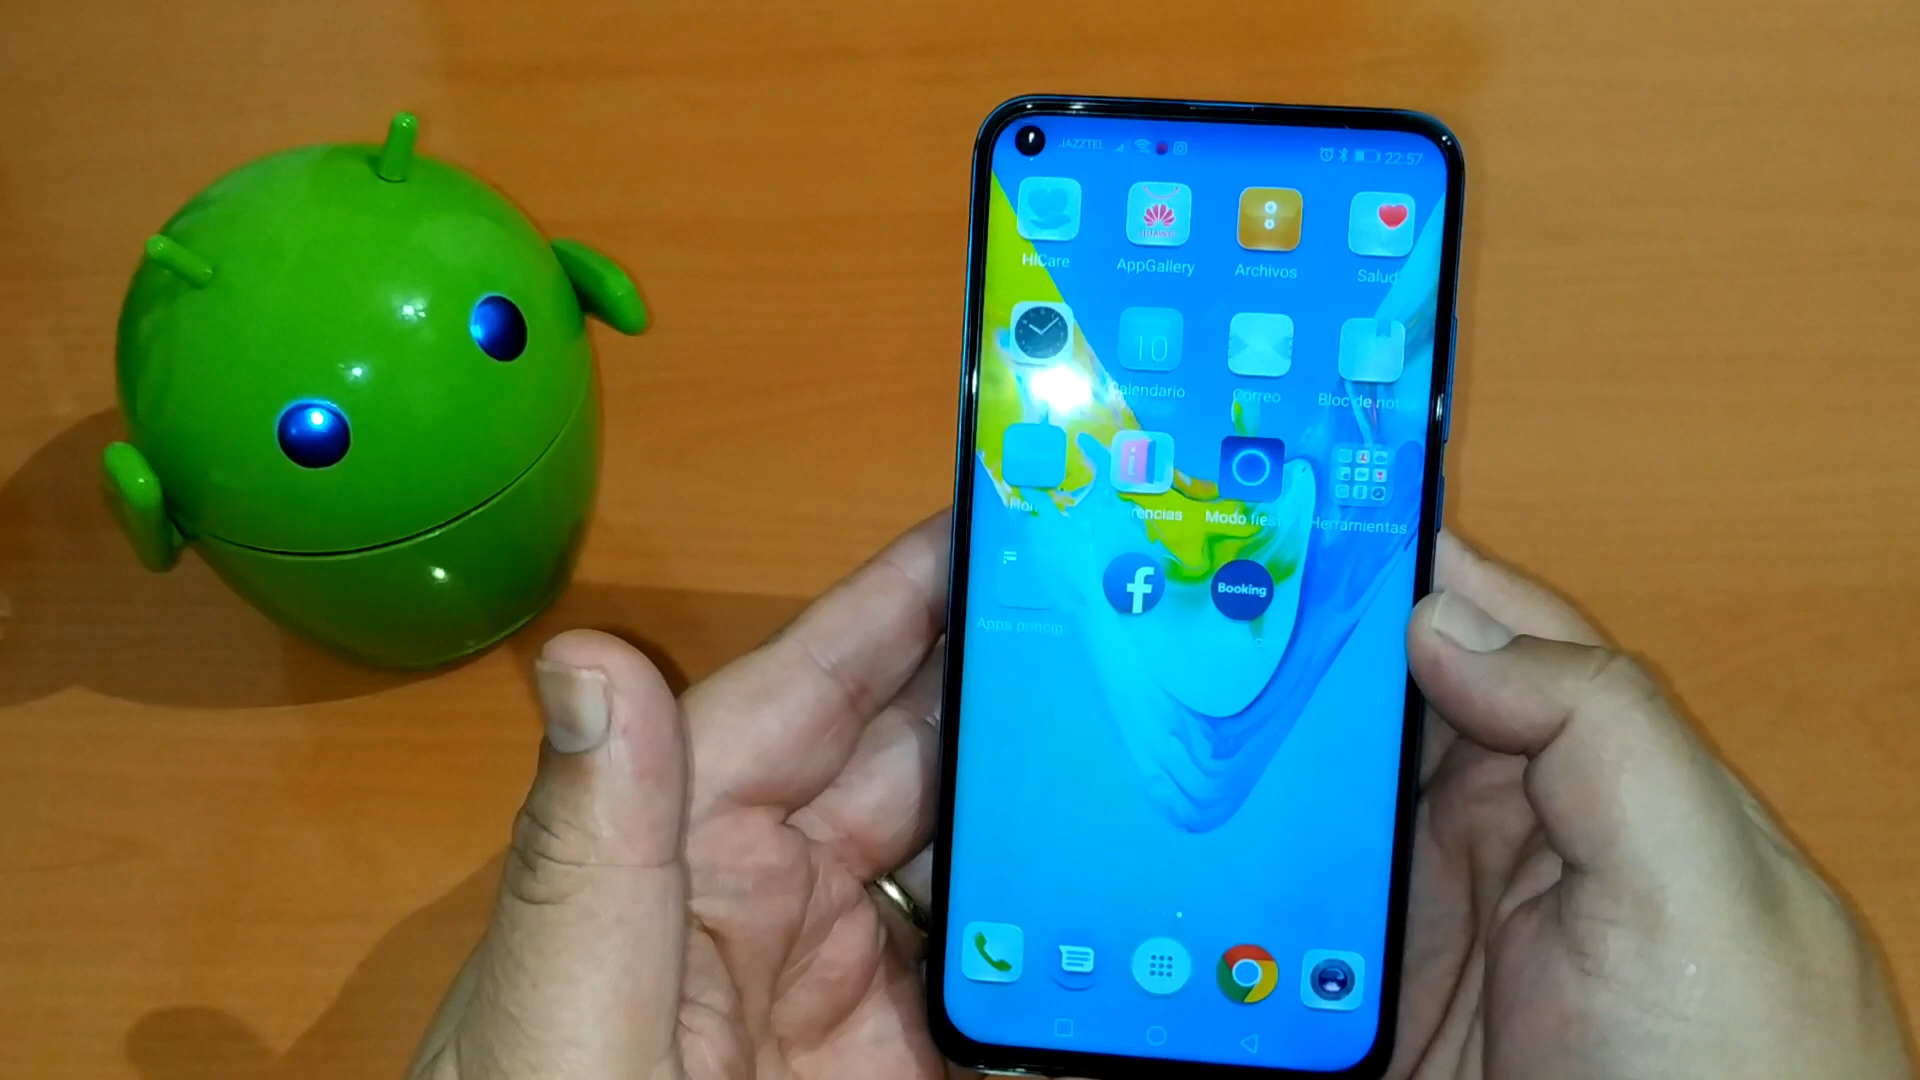 JAZZTEL 22:57
HiCare AppGallery Archivos Salud
10
Calendario Correo Bloc de not
rencias Modo fiest Herramientas
Booking
Apps princip